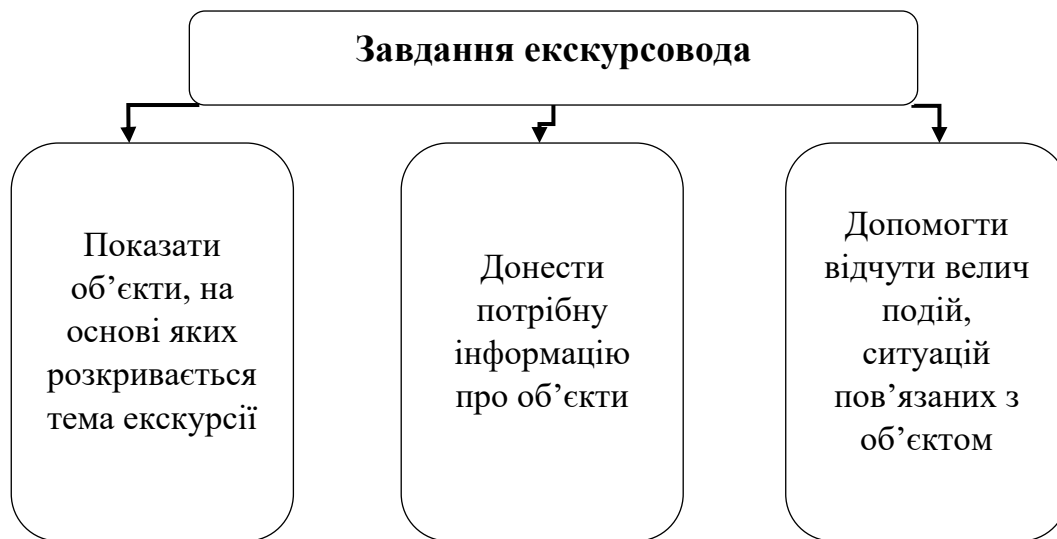 Завдання екскурсовода
Показати
об’єкти, на
основі яких
розкривається
тема екскурсії
Донести
потрібну
інформацію
про об’єкти
Допомогти
відчути велич
подій,
ситуацій
пов’язаних з
об’єктом